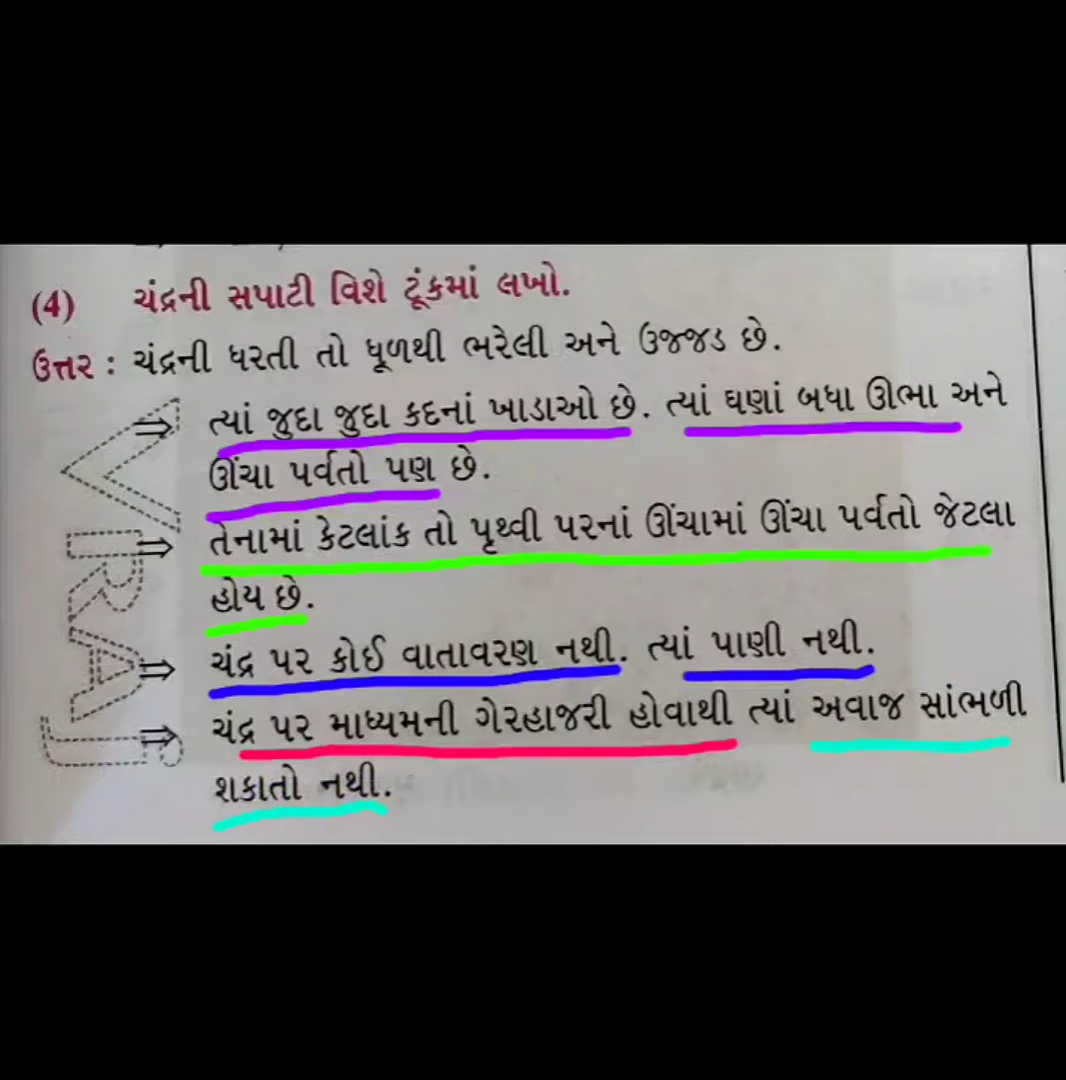 (4) ચંદ્રની સપાટી વિશે ટૂંકમાં લખો.
ઉત્તર : ચંદ્રની ધરતી તો ધૂળથી ભરેલી અને ઉજ્જડ છે.
⇒ ત્યાં જુદા જુદા કદનાં ખાડાઓ છે. ત્યાં ઘણાં બધા ઊભા અને
ઊંચા પર્વતો પણ છે.
⇒ તેનામાં કેટલાંક તો પૃથ્વી પરનાં ઊંચામાં ઊંચા પર્વતો જેટલા
હોય છે.
⇒ ચંદ્ર પર કોઈ વાતાવરણ નથી. ત્યાં પાણી નથી.
⇒ ચંદ્ર પર માધ્યમની ગેરહાજરી હોવાથી ત્યાં અવાજ સાંભળી
શકાતો નથી.
VIRAJ